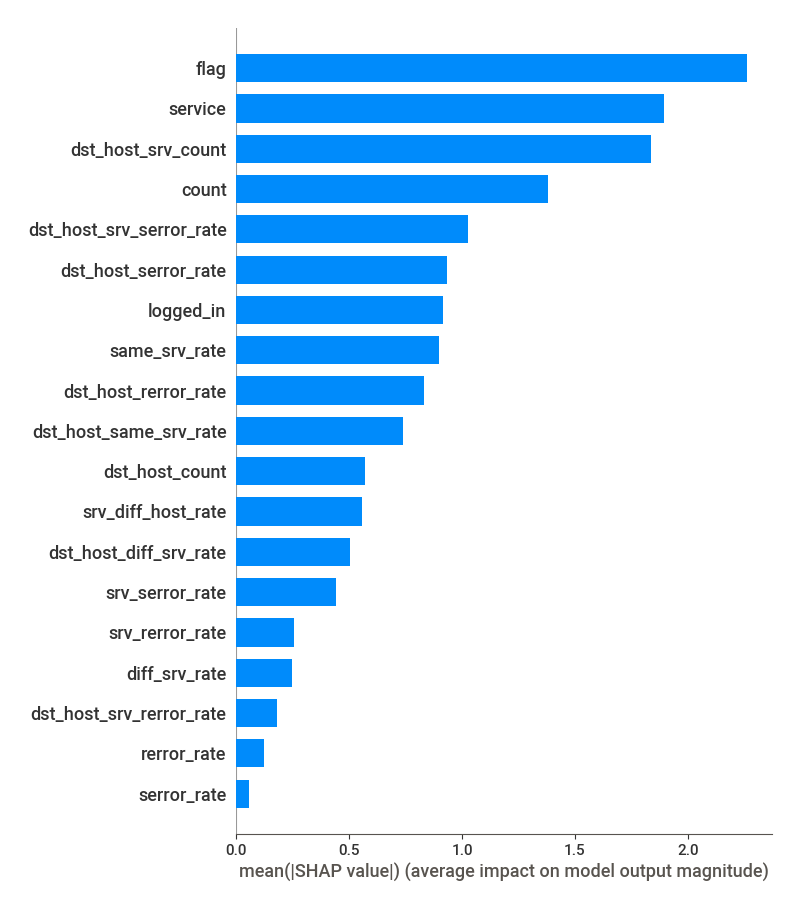 flag
service
dst_host_srv_count
count
dst_host_srv_serror_rate
dst_host_serror_rate
logged_in
same_srv_rate
dst_host_rerror_rate
dst_host_same_srv_rate
dst_host_count
srv_diff_host_rate
dst_host_diff_srv_rate
srv_serror_rate
srv_rerror_rate
diff_srv_rate
dst_host_srv_rerror_rate
rerror_rate
serror_rate
0.0 0.5 1.0 1.5 2.0
mean(|SHAP value|) (average impact on model output magnitude)